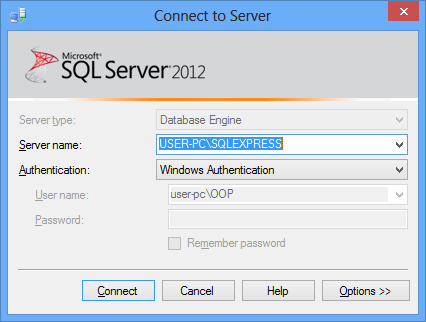 Connect to Server
Microsoft
SQL Server 2012
Server type: Database Engine
Server name: USER-PC\SQLEXPRESS
Authentication: Windows Authentication
User name: user-pc\OOP
Password:
Remember password
Connect Cancel Help Options >>